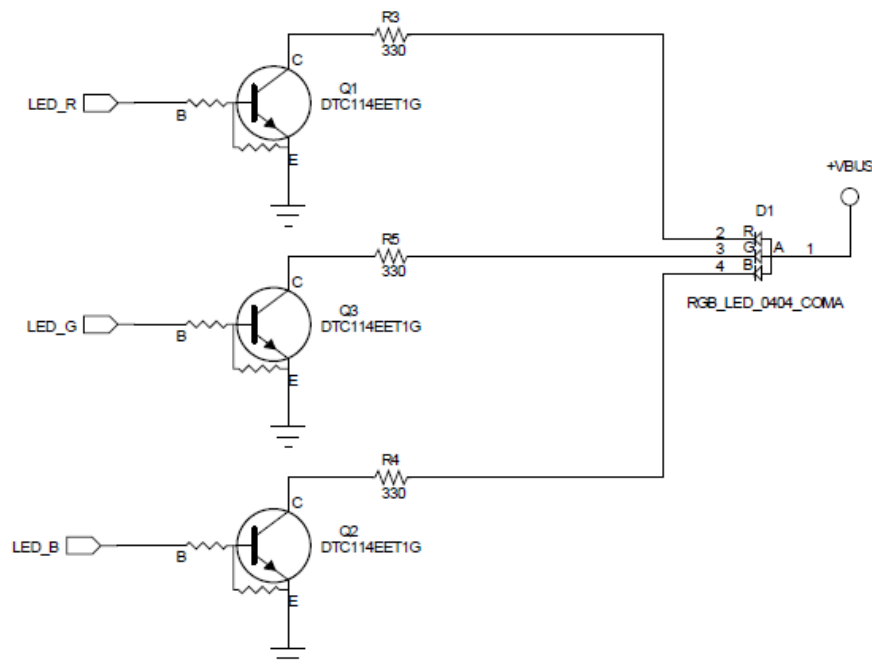 R3
330
C
Q1
DTC114EET1G
LED_R
B
E
+VBUS
D1
2 R
3 G A 1
4 B
RGB_LED_0404_COMA
R5
330
C
Q3
DTC114EET1G
LED_G
B
E
R4
330
C
Q2
DTC114EET1G
LED_B
B
E